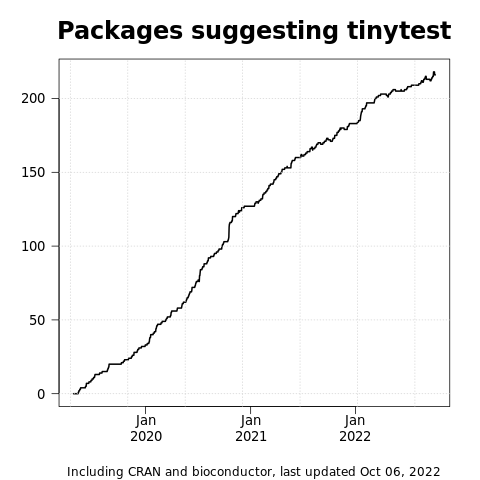 Packages suggesting tinytest
200
150
100
50
0
Jan Jan Jan
2020 2021 2022
Including CRAN and bioconductor, last updated Oct 06, 2022